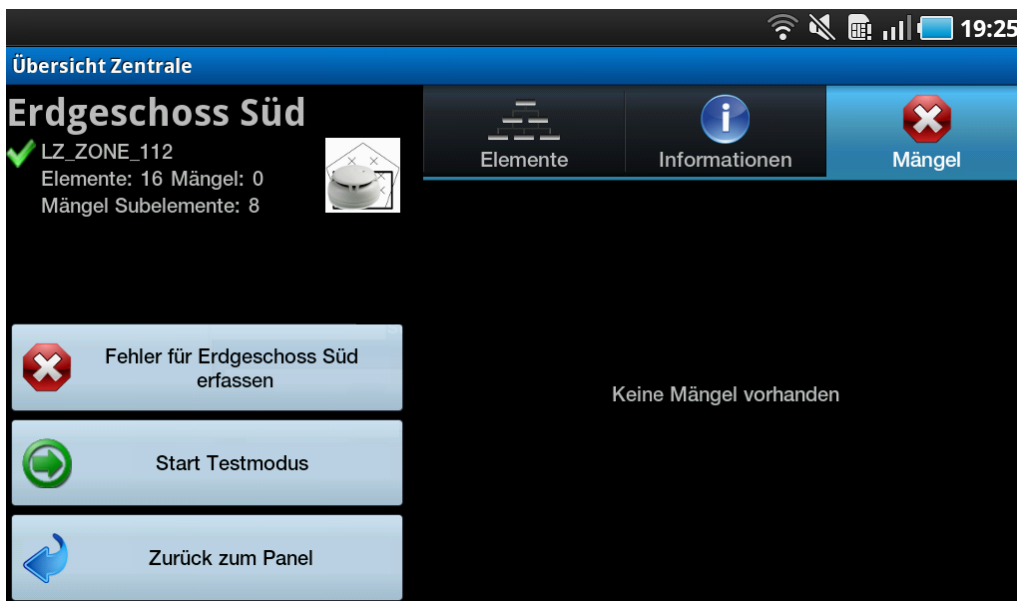 19:25
Übersicht Zentrale
Erdgeschoss Süd
LZ_ZONE_112
Elemente: 16 Mängel: 0
Mängel Subelemente: 8
Elemente
Informationen
Mängel
Fehler für Erdgeschoss Süd
erfassen
Keine Mängel vorhanden
Start Testmodus
Zurück zum Panel